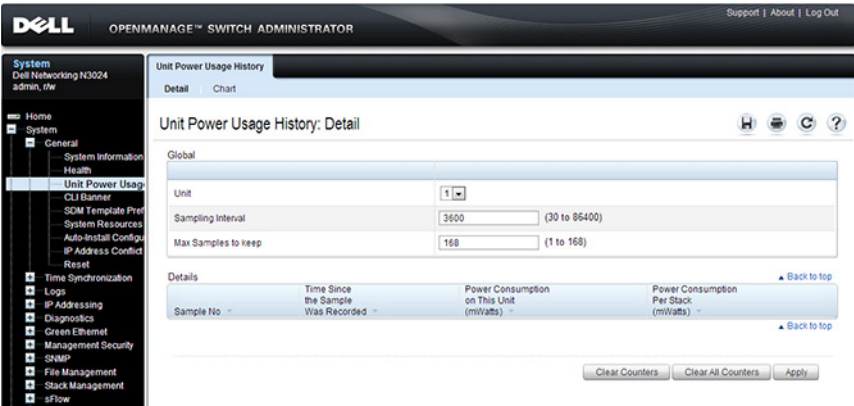 Support | About | Log Out
DELL OPENMANAGE™ SWITCH ADMINISTRATOR
System
Dell Networking N3024
admin, r/w
Home
System
General
System Information
Health
Unit Power Usag
CLI Banner
SDM Template Pref
System Resources
Auto-Install Configu
IP Address Conflict
Reset
Time Synchronization
Logs
IP Addressing
Diagnostics
Green Ethernet
Management Security
SNMP
File Management
Stack Management
sFlow
Unit Power Usage History
Detail Chart
Unit Power Usage History: Detail
Global
Unit 1
Sampling Interval 3600 (30 to 86400)
Max Samples to keep 168 (1 to 168)
Details Back to top
Sample No
Time Since
the Sample
Was Recorded
Power Consumption
on This Unit
(mWatts)
Power Consumption
Per Stack
(mWatts)
Back to top
Clear Counters Clear All Counters Apply